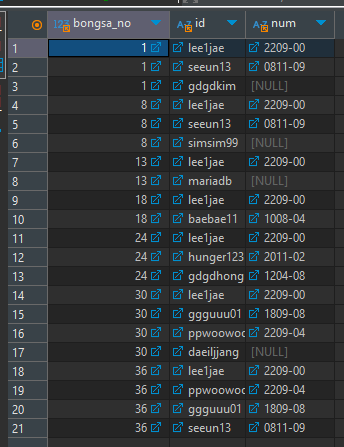 bongsa_no id num
1 1 lee1jae 2209-00
2 1 seeun13 0811-09
3 1 gdgdkim [NULL]
4 8 lee1jae 2209-00
5 8 seeun13 0811-09
6 8 simsim99 [NULL]
7 13 lee1jae 2209-00
8 13 mariadb [NULL]
9 18 lee1jae 2209-00
10 18 baebae11 1008-04
11 24 lee1jae 2209-00
12 24 hunger123 2011-02
13 24 gdgdhong 1204-08
14 30 lee1jae 2209-00
15 30 ggguuu01 1809-08
16 30 ppwoowoo 2209-04
17 30 daeiljjang [NULL]
18 36 lee1jae 2209-00
19 36 ppwoowoo 2209-04
20 36 ggguuu01 1809-08
21 36 seeun13 0811-09